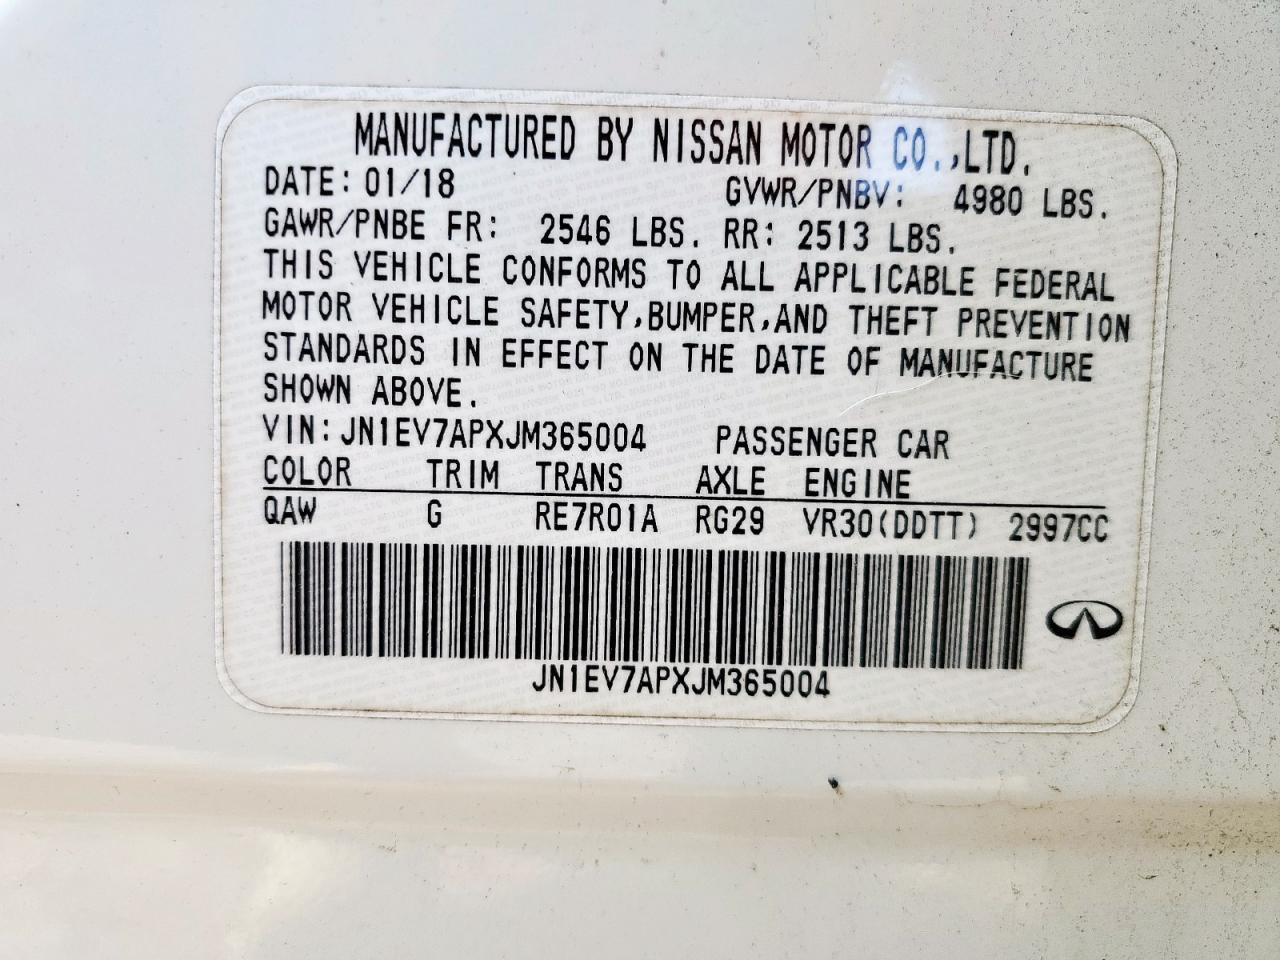 MANUFACTURED BY NISSAN MOTOR CO.,LTD.
DATE: 01/18 GVWR/PNBV: 4980 LBS.
GAWR/PNBE FR: 2546 LBS. RR: 2513 LBS.
THIS VEHICLE CONFORMS TO ALL APPLICABLE FEDERAL
MOTOR VEHICLE SAFETY,BUMPER,AND THEFT PREVENTION
STANDARDS IN EFFECT ON THE DATE OF MANUFACTURE
SHOWN ABOVE.
VIN: JN1EV7APXJM365004 PASSENGER CAR
COLOR TRIM TRANS AXLE ENGINE
QAW G RE7R01A RG29 VR30(DDTT) 2997CC
JN1EV7APXJM365004